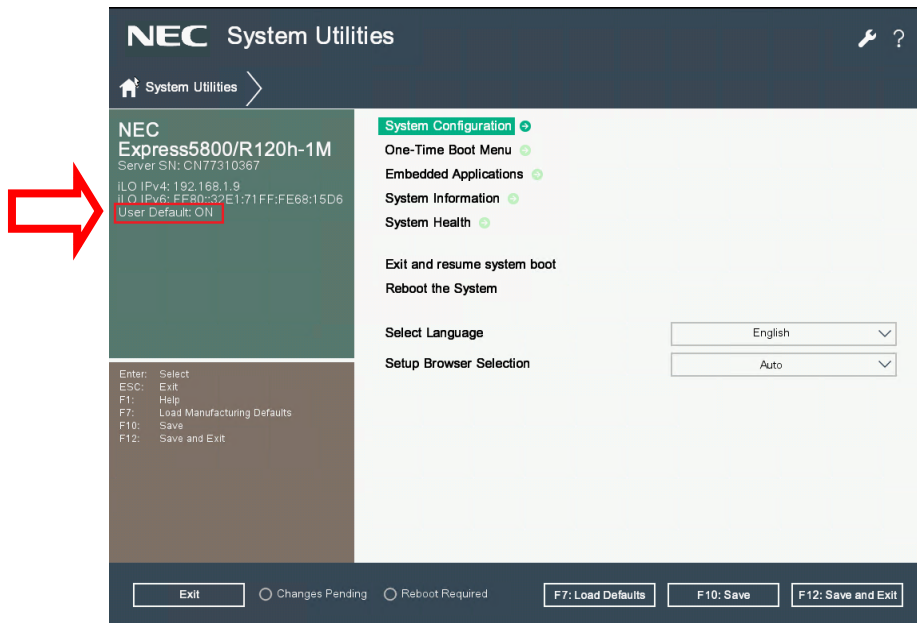 NEC System Utilities
?
System Utilities
NEC
Express5800/R120h-1M
Server SN: CN77310367
iLO IPv4: 192.168.1.9
iLO IPv6: FE80::32E1:71FF:FE68:15D6
User Default: ON
System Configuration
One-Time Boot Menu
Embedded Applications
System Information
System Health
Exit and resume system boot
Reboot the System
Select Language English
Setup Browser Selection Auto
Enter: Select
ESC: Exit
F1: Help
F7: Load Manufacturing Defaults
F10: Save
F12: Save and Exit
Exit Changes Pending Reboot Required F7: Load Defaults F10: Save F12: Save and Exit